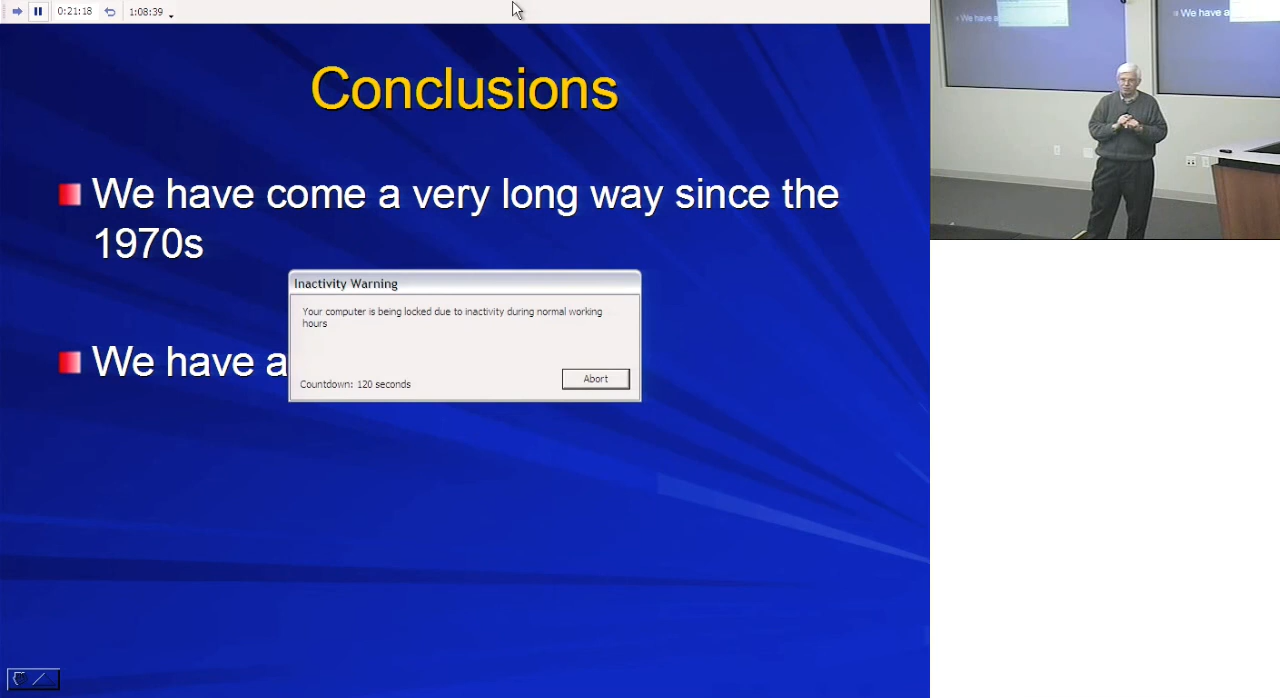 0:21:18 1:08:39
Conclusions
We have come a very long way since the
1970s
We have a
Inactivity Warning
Your computer is being locked due to inactivity during normal working
hours
Countdown: 120 seconds
Abort
We have a
We have a